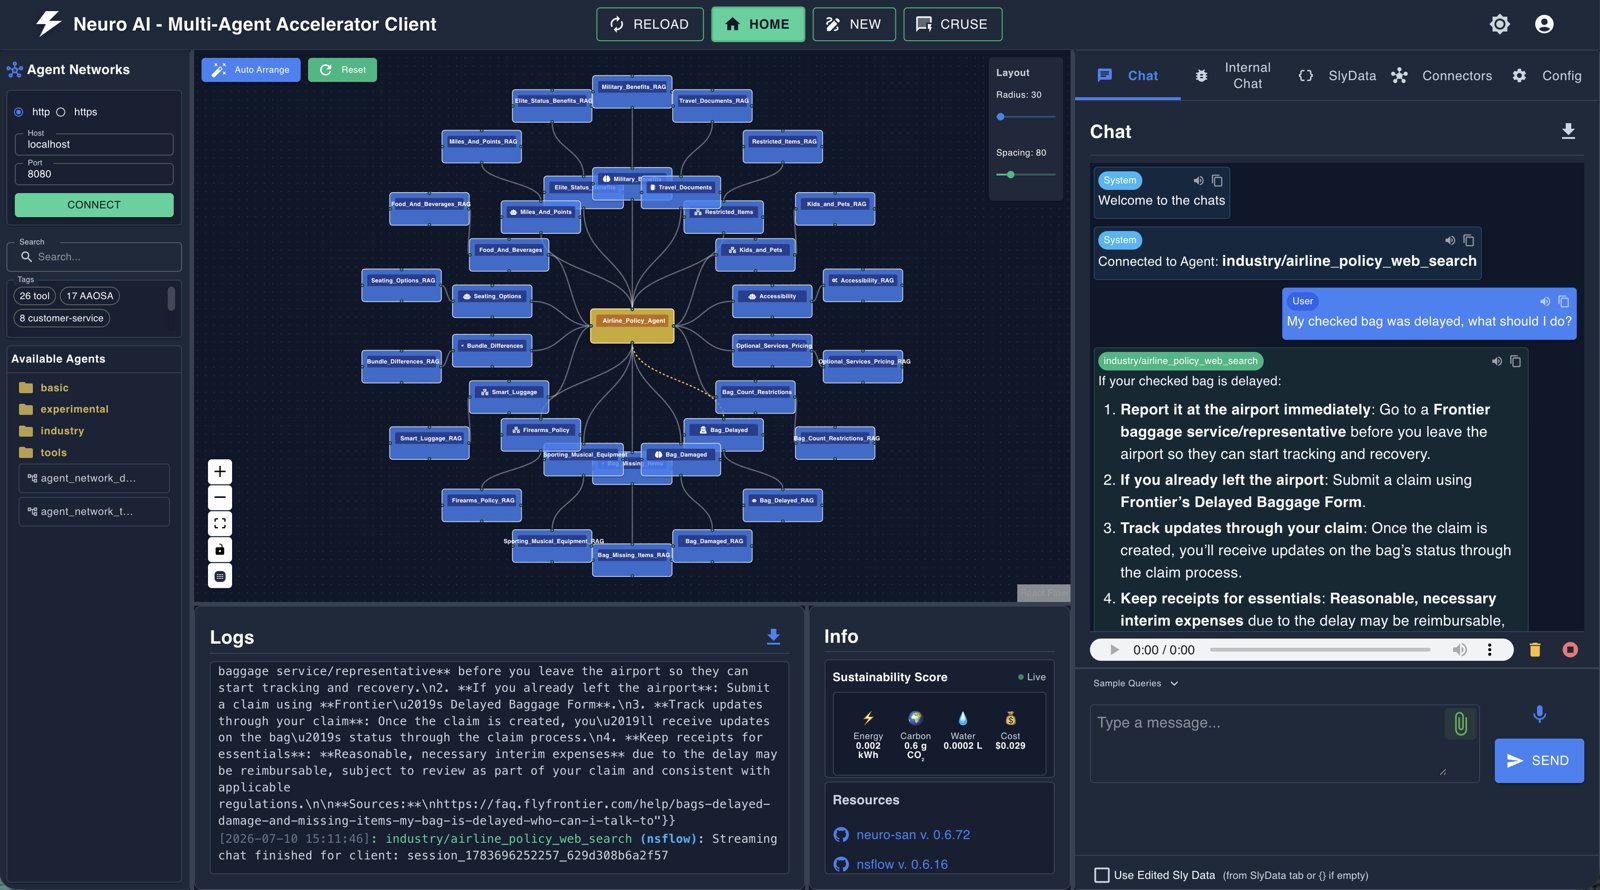 Neuro AI - Multi-Agent Accelerator Client
RELOAD
HOME
NEW
CRUSE
Agent Networks
http
https
Host
localhost
Port
8080
CONNECT
Search
Search...
Tags
26 tool
17 AAOSA
8 customer-service
Available Agents
basic
experimental
industry
tools
agent_network_d...
agent_network_t...
Auto Arrange
Reset
Layout
Radius: 30
Spacing: 80
Military_Benefits_RAG
Elite_Status_Benefits_RAG
Travel_Documents_RAG
Miles_And_Points_RAG
Restricted_Items_RAG
Military_Benefits
Elite_Status_Benefits
Travel_Documents
Food_And_Beverages_RAG
Miles_And_Points
Restricted_Items
Kids_and_Pets_RAG
Food_And_Beverages
Kids_and_Pets
Seating_Options_RAG
Seating_Options
Accessibility
Accessibility_RAG
Airline_Policy_Agent
Bundle_Differences
Optional_Services_Pricing
Bundle_Differences_RAG
Optional_Services_Pricing_RAG
Smart_Luggage
Bag_Count_Restrictions
Firearms_Policy
Bag_Delayed
Smart_Luggage_RAG
Bag_Count_Restrictions_RAG
Sporting_Musical_Equipment
Bag_Missing_Items
Bag_Damaged
Firearms_Policy_RAG
Bag_Delayed_RAG
Sporting_Musical_Equipment_RAG
Bag_Missing_Items_RAG
Bag_Damaged_RAG
React Flow
Logs
baggage service/representative** before you leave the airport so they can
start tracking and recovery.\n2. **If you already left the airport**: Submit
a claim using **Frontier\u2019s Delayed Baggage Form**.\n3. **Track updates
through your claim**: Once the claim is created, you\u2019ll receive updates
on the bag\u2019s status through the claim process.\n4. **Keep receipts for
essentials**: **Reasonable, necessary interim expenses** due to the delay may
be reimbursable, subject to review as part of your claim and consistent with
applicable
regulations.\n\n**Sources:**\nhttps://faq.flyfrontier.com/help/bags-delayed-
damage-and-missing-items-my-bag-is-delayed-who-can-i-talk-to"}}
[2026-07-10 15:11:46]: industry/airline_policy_web_search (nsflow): Streaming
chat finished for client: session_1783696252257_629d308b6a2f57
Info
Sustainability Score
Live
Energy
0.002
kWh
Carbon
0.6 g
CO₂
Water
0.0002 L
Cost
$0.029
Resources
neuro-san v. 0.6.72
nsflow v. 0.6.16
Chat
Internal
Chat
SlyData
Connectors
Config
Chat
System
Welcome to the chats
System
Connected to Agent: industry/airline_policy_web_search
User
My checked bag was delayed, what should I do?
industry/airline_policy_web_search
If your checked bag is delayed:
1. Report it at the airport immediately: Go to a Frontier
baggage service/representative before you leave the
airport so they can start tracking and recovery.
2. If you already left the airport: Submit a claim using
Frontier’s Delayed Baggage Form.
3. Track updates through your claim: Once the claim is
created, you’ll receive updates on the bag’s status through
the claim process.
4. Keep receipts for essentials: Reasonable, necessary
interim expenses due to the delay may be reimbursable,
0:00 / 0:00
Sample Queries
Type a message...
SEND
Use Edited Sly Data (from SlyData tab or {} if empty)